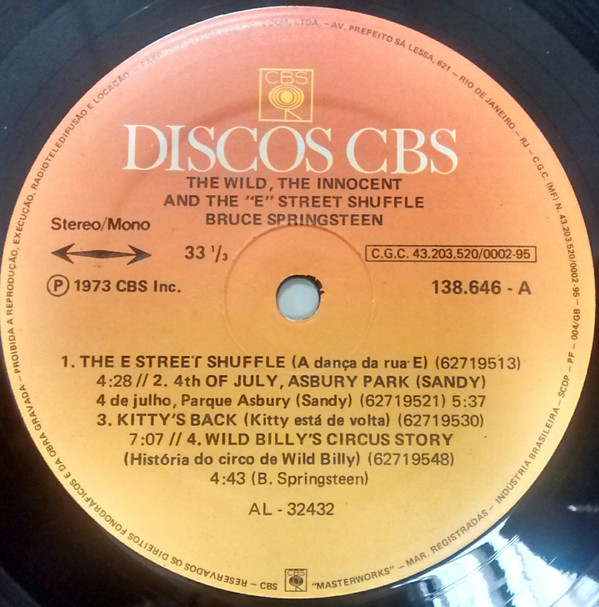 CBS
DISCOS CBS
THE WILD, THE INNOCENT
AND THE "E" STREET SHUFFLE
BRUCE SPRINGSTEEN
Stereo/Mono
33 1/3
C.G.C. 43.203.520/0002-95
Ⓟ 1973 CBS Inc.
138.646 - A
1. THE E STREET SHUFFLE (A dança da rua E) (62719513)
4:28 // 2. 4th OF JULY, ASBURY PARK (SANDY)
4 de julho, Parque Asbury (Sandy) (62719521) 5:37
3. KITTY'S BACK (Kitty está de volta) (62719530)
7:07 // 4. WILD BILLY'S CIRCUS STORY
(História do circo de Wild Billy) (62719548)
4:43 (B. Springsteen)
AL - 32432
LTDA. - AV. PREFEITO SÁ LESSA, 621 - RIO DE JANEIRO - RJ - C.G.C. (MF) N. 43.203.520/0002-95 - PF - 004/GB - SCDP - INDÚSTRIA BRASILEIRA - MAR. REGISTRADAS - "MASTERWORKS" CBS - CBS - RESERVADOS OS DIREITOS FONOGRÁFICOS E DA OBRA GRAVADA - PROIBIDA A REPRODUÇÃO, EXECUÇÃO, RADIOTELEDIFUSÃO E LOCAÇÃO